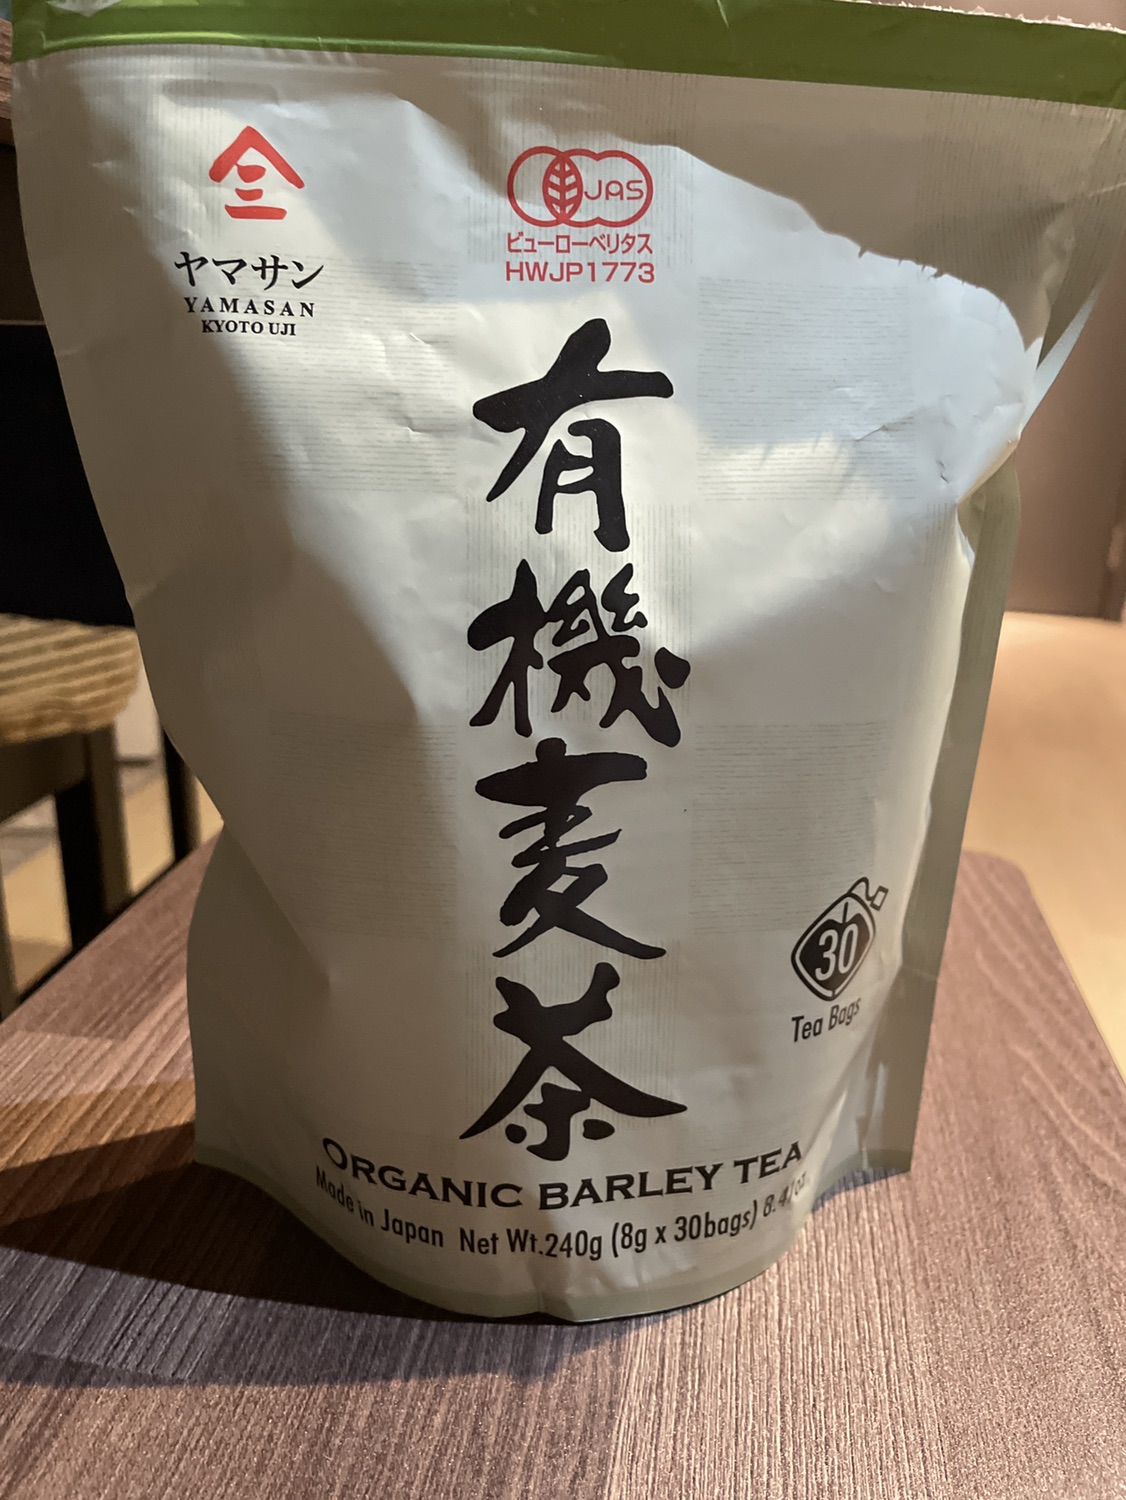 三
ヤマサン
YAMASAN
KYOTO UJI
JAS
ビューローベリタス
HWJP1773
有機麦茶
30
Tea Bags
ORGANIC BARLEY TEA
Made in Japan Net Wt.240g (8g x 30bags)